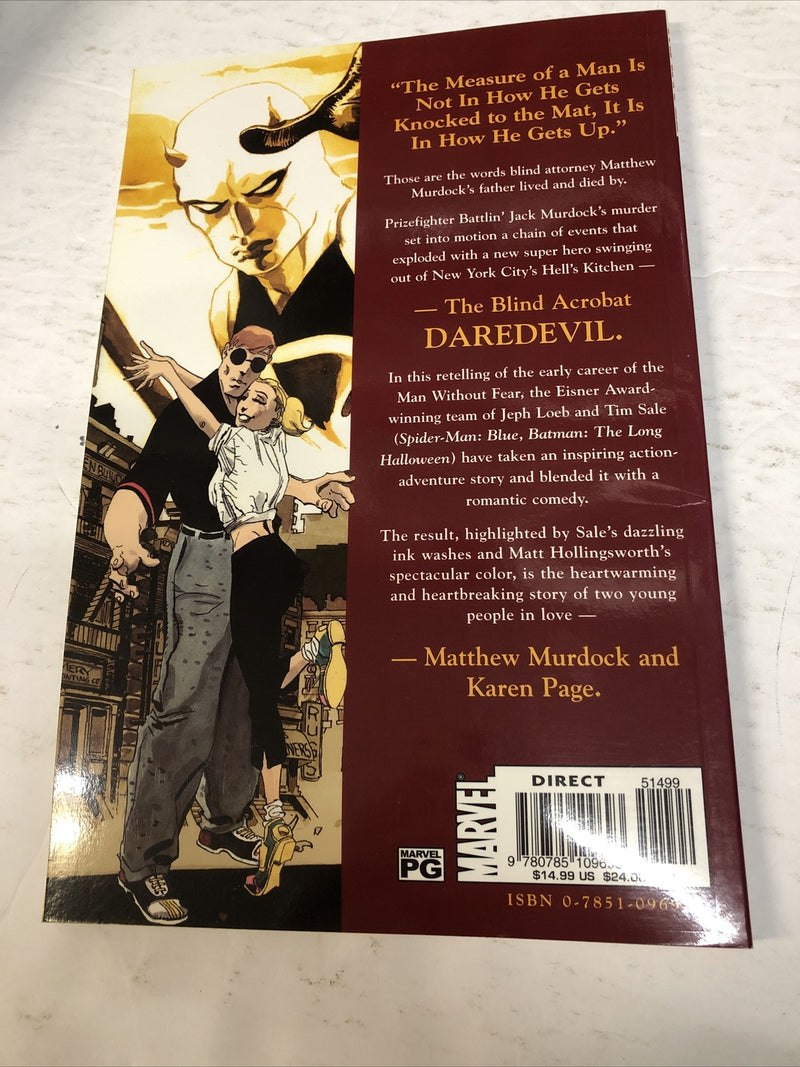 “The Measure of a Man Is
Not In How He Gets
Knocked to the Mat, It Is
In How He Gets Up.”
Those are the words blind attorney Matthew
Murdock’s father lived and died by.
Prizefighter Battlin’ Jack Murdock’s murder
set into motion a chain of events that
exploded with a new super hero swinging
out of New York City’s Hell’s Kitchen —
— The Blind Acrobat
DAREDEVIL.
In this retelling of the early career of the
Man Without Fear, the Eisner Award-
winning team of Jeph Loeb and Tim Sale
(Spider-Man: Blue, Batman: The Long
Halloween) have taken an inspiring action-
adventure story and blended it with a
romantic comedy.
The result, highlighted by Sale’s dazzling
ink washes and Matt Hollingsworth’s
spectacular color, is the heartwarming
and heartbreaking story of two young
people in love —
— Matthew Murdock and
Karen Page.
RUGS
MARVEL
PG
MARVEL®
DIRECT
51499
9 780785
$14.99 US
ISBN 0-7851-096